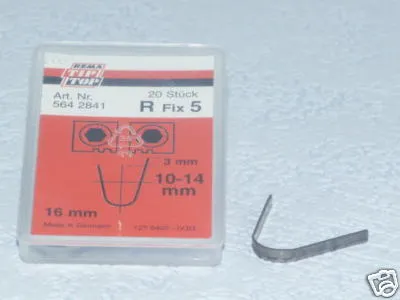 REMA
TIP
TOP
Art. Nr.
564 2841
20 Stück
R Fix 5
3 mm
10-14
mm
16 mm
Made in Germany
ebay